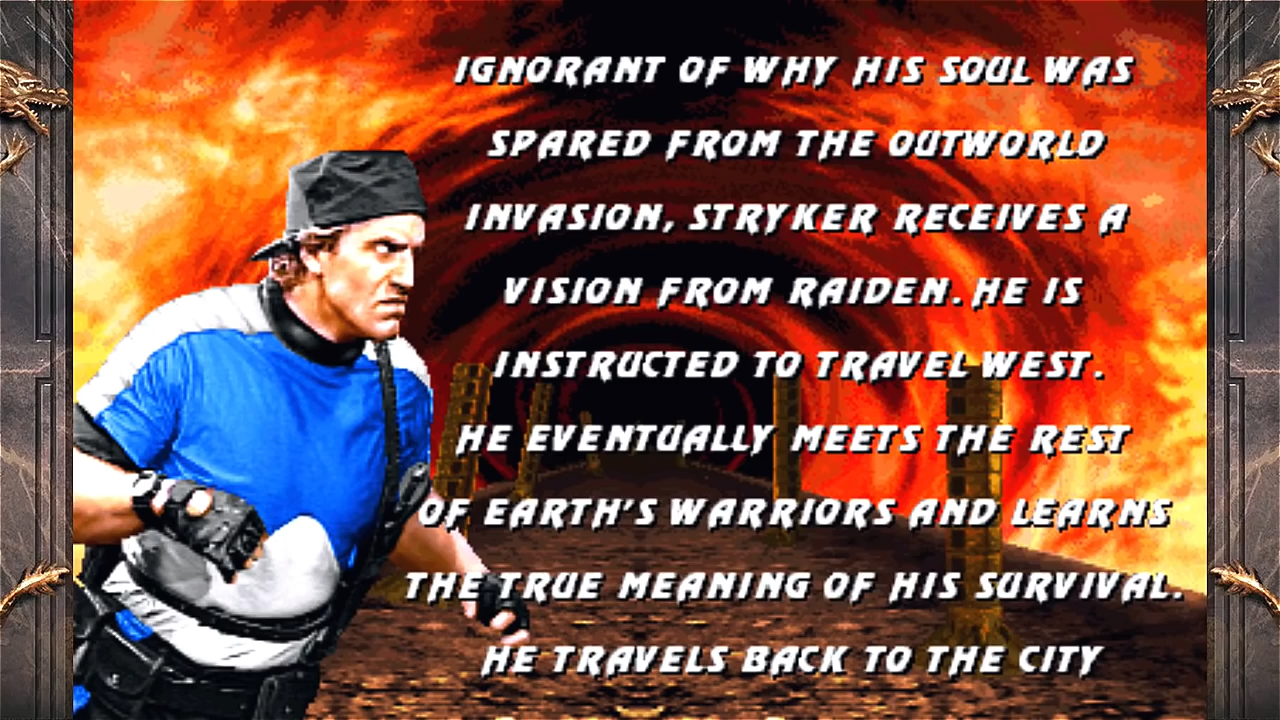 IGNORANT OF WHY HIS SOUL WAS
SPARED FROM THE OUTWORLD
INVASION, STRYKER RECEIVES A
VISION FROM RAIDEN. HE IS
INSTRUCTED TO TRAVEL WEST.
HE EVENTUALLY MEETS THE REST
OF EARTH'S WARRIORS AND LEARNS
THE TRUE MEANING OF HIS SURVIVAL.
HE TRAVELS BACK TO THE CITY